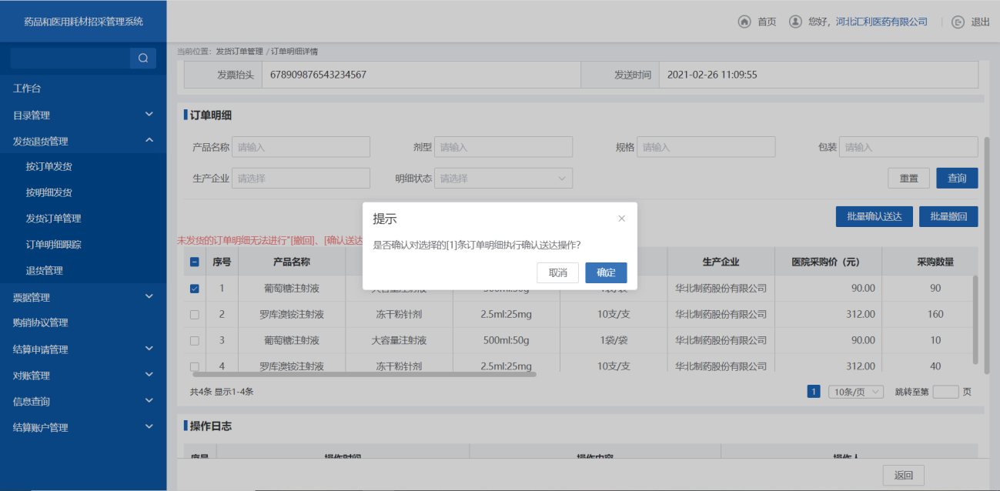 药品和医用耗材招采管理系统
首页 您好，河北汇利医药有限公司 退出
当前位置：发货订单管理 / 订单明细详情
工作台
目录管理
发货退货管理
按订单发货
按明细发货
发货订单管理
订单明细跟踪
退货管理
票据管理
购销协议管理
结算申请管理
对账管理
信息查询
结算账户管理
发票抬头 678909876543234567 发送时间 2021-02-26 11:09:55
订单明细
产品名称 请输入 剂型 请输入 规格 请输入 包装 请输入
生产企业 请选择 明细状态 请选择 重置 查询
批量确认送达 批量撤回
未发货的订单明细无法进行"[撤回]、[确认送达
提示
是否确认对选择的[1]条订单明细执行确认送达操作?
取消 确定
序号 产品名称 生产企业 医院采购价（元） 采购数量
1 葡萄糖注射液 大容量注射液 500ml:50g 1袋/袋 华北制药股份有限公司 90.00 90
2 罗库溴铵注射液 冻干粉针剂 2.5ml:25mg 10支/支 华北制药股份有限公司 312.00 160
3 葡萄糖注射液 大容量注射液 500ml:50g 1袋/袋 华北制药股份有限公司 90.00 10
4 罗库溴铵注射液 冻干粉针剂 2.5ml:25mg 10支/支 华北制药股份有限公司 312.00 40
共4条 显示1-4条 1 10条/页 跳转至第 页
操作日志
序号 操作时间 操作内容 操作人
返回